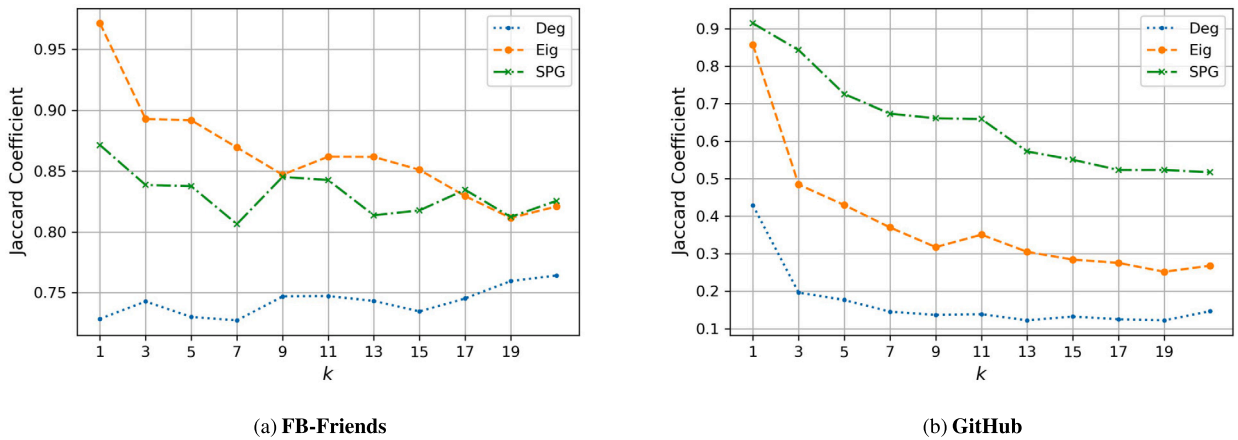 Deg
Eig
SPG
0.95
0.90
0.85
0.80
0.75
Jaccard Coefficient
1 3 5 7 9 11 13 15 17 19
k
(a) FB-Friends
Deg
Eig
SPG
0.9
0.8
0.7
0.6
0.5
0.4
0.3
0.2
0.1
Jaccard Coefficient
1 3 5 7 9 11 13 15 17 19
k
(b) GitHub